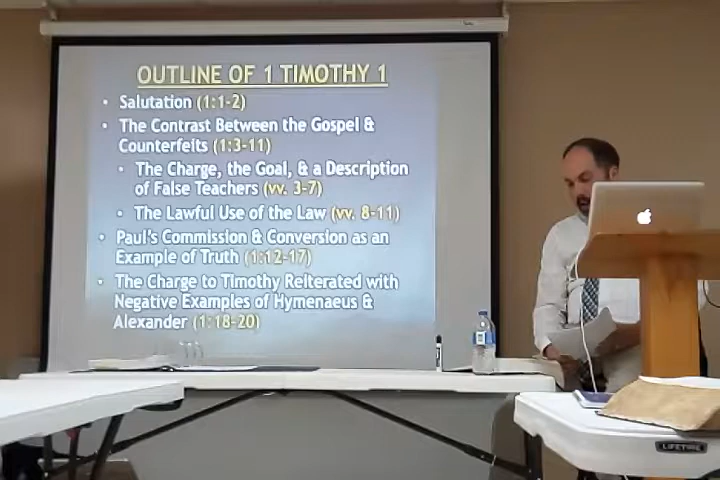 OUTLINE OF 1 TIMOTHY 1
• Salutation (1:1-2)
• The Contrast Between the Gospel &
Counterfeits (1:3-11)
• The Charge, the Goal, & a Description
of False Teachers (vv. 3-7)
• The Lawful Use of the Law (vv. 8-11)
• Paul's Commission & Conversion as an
Example of Truth (1:12-17)
• The Charge to Timothy Reiterated with
Negative Examples of Hymenaeus &
Alexander (1:18-20)
LIFETIME